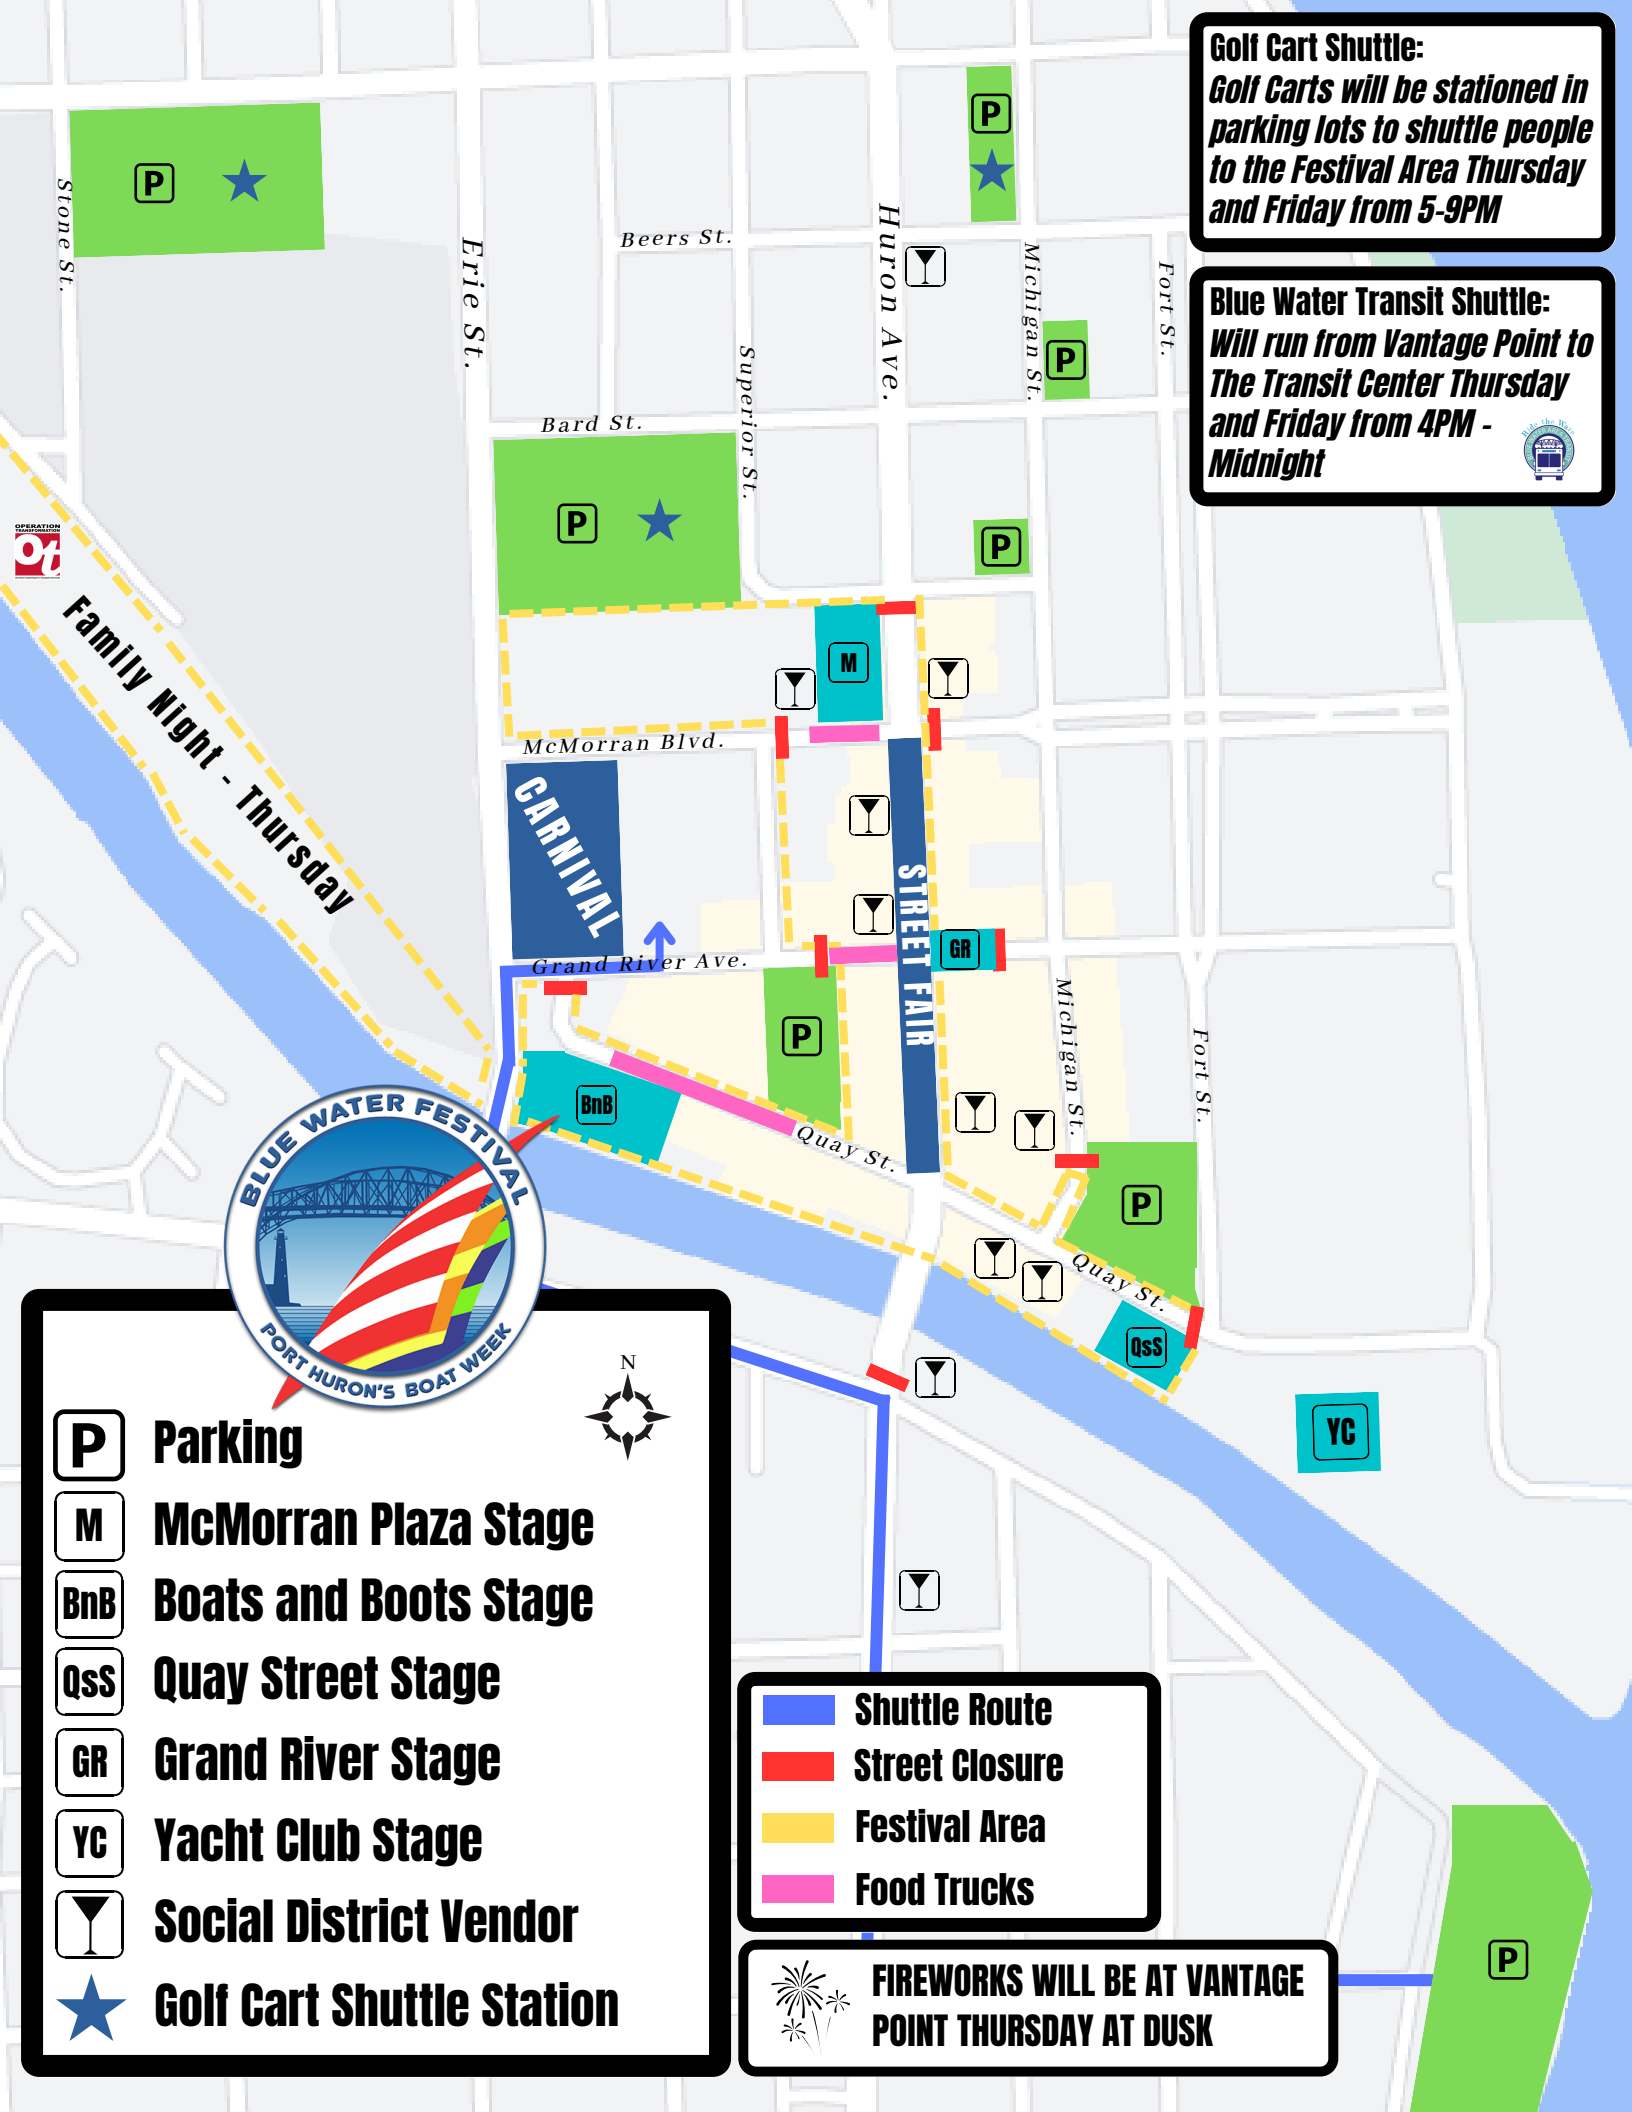 Golf Cart Shuttle:
Golf Carts will be stationed in
parking lots to shuttle people
to the Festival Area Thursday
and Friday from 5-9PM
Blue Water Transit Shuttle:
Will run from Vantage Point to
The Transit Center Thursday
and Friday from 4PM -
Midnight
Ride the Wave
P
P
Stone St.
Erie St.
Beers St.
Huron Ave.
Michigan St.
Fort St.
P
Superior St.
Bard St.
P
P
OPERATION
TRANSFORMATION
ot
Family Night - Thursday
M
McMorran Blvd.
CARNIVAL
STREET FAIR
GR
Grand River Ave.
P
Michigan St.
Fort St.
BnB
Quay St.
P
Quay St.
QsS
YC
BLUE WATER FESTIVAL
PORT HURON'S BOAT WEEK
N
P Parking
M McMorran Plaza Stage
BnB Boats and Boots Stage
QsS Quay Street Stage
GR Grand River Stage
YC Yacht Club Stage
Social District Vendor
Golf Cart Shuttle Station
Shuttle Route
Street Closure
Festival Area
Food Trucks
FIREWORKS WILL BE AT VANTAGE
POINT THURSDAY AT DUSK
P